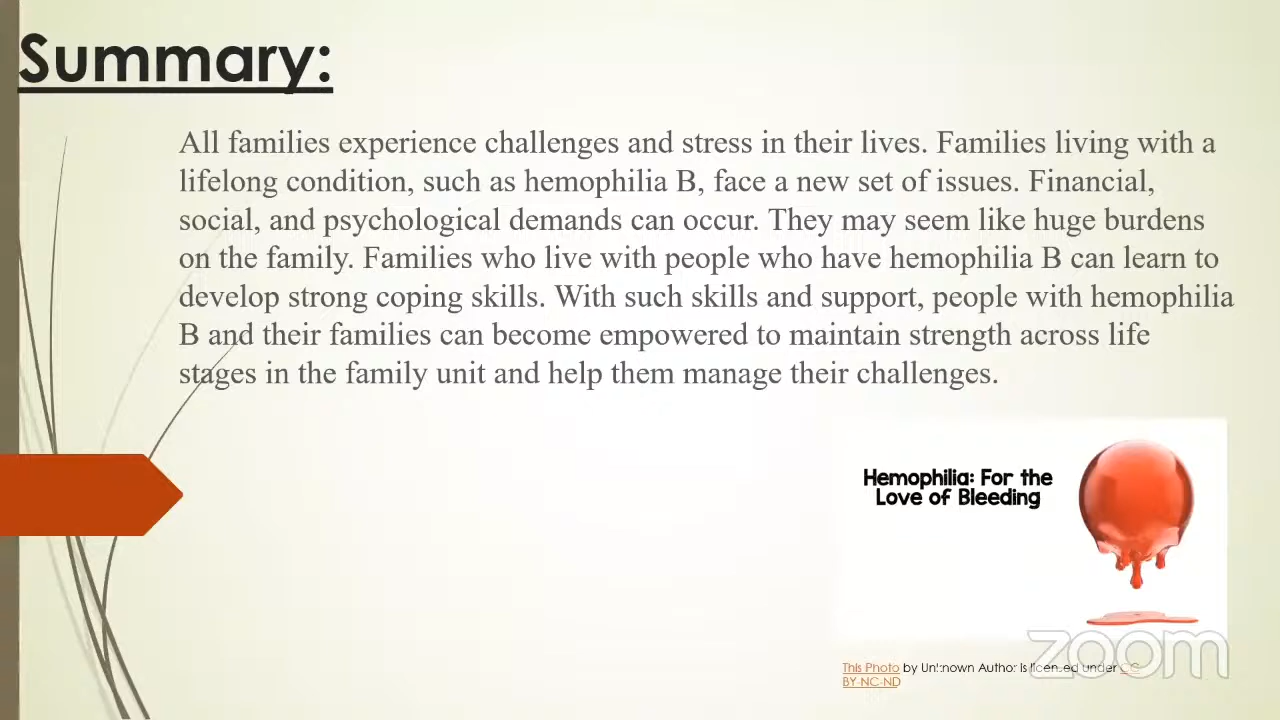 Summary:
All families experience challenges and stress in their lives. Families living with a
lifelong condition, such as hemophilia B, face a new set of issues. Financial,
social, and psychological demands can occur. They may seem like huge burdens
on the family. Families who live with people who have hemophilia B can learn to
develop strong coping skills. With such skills and support, people with hemophilia
B and their families can become empowered to maintain strength across life
stages in the family unit and help them manage their challenges.
Hemophilia: For the
Love of Bleeding
zoom
This Photo by Unknown Author is licensed under CC
BY-NC-ND